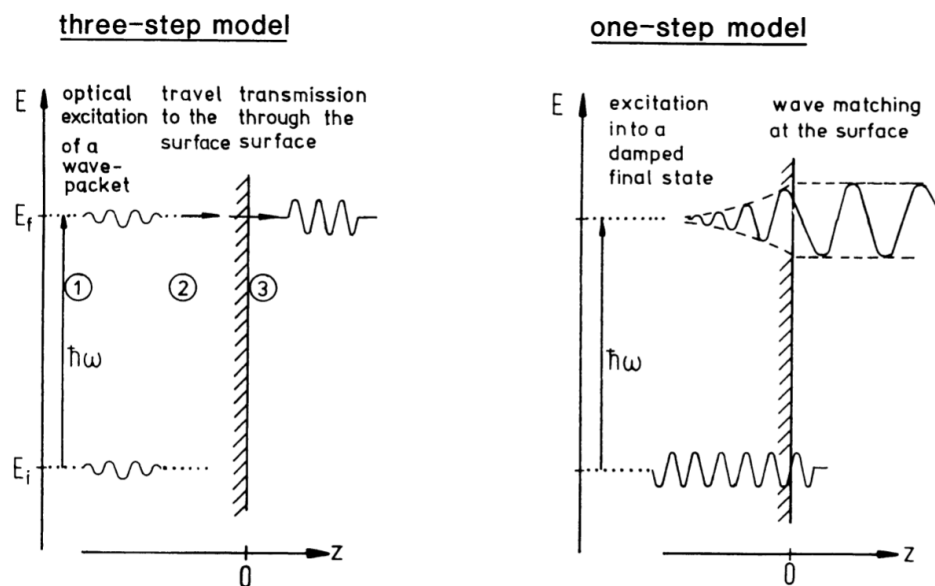 three-step model
E
optical
excitation
of a
wave-
packet
travel
to the
surface
transmission
through the
surface
E_f
1
2
3
ħω
E_i
0
z
one-step model
E
excitation
into a
damped
final state
wave matching
at the surface
ħω
0
z